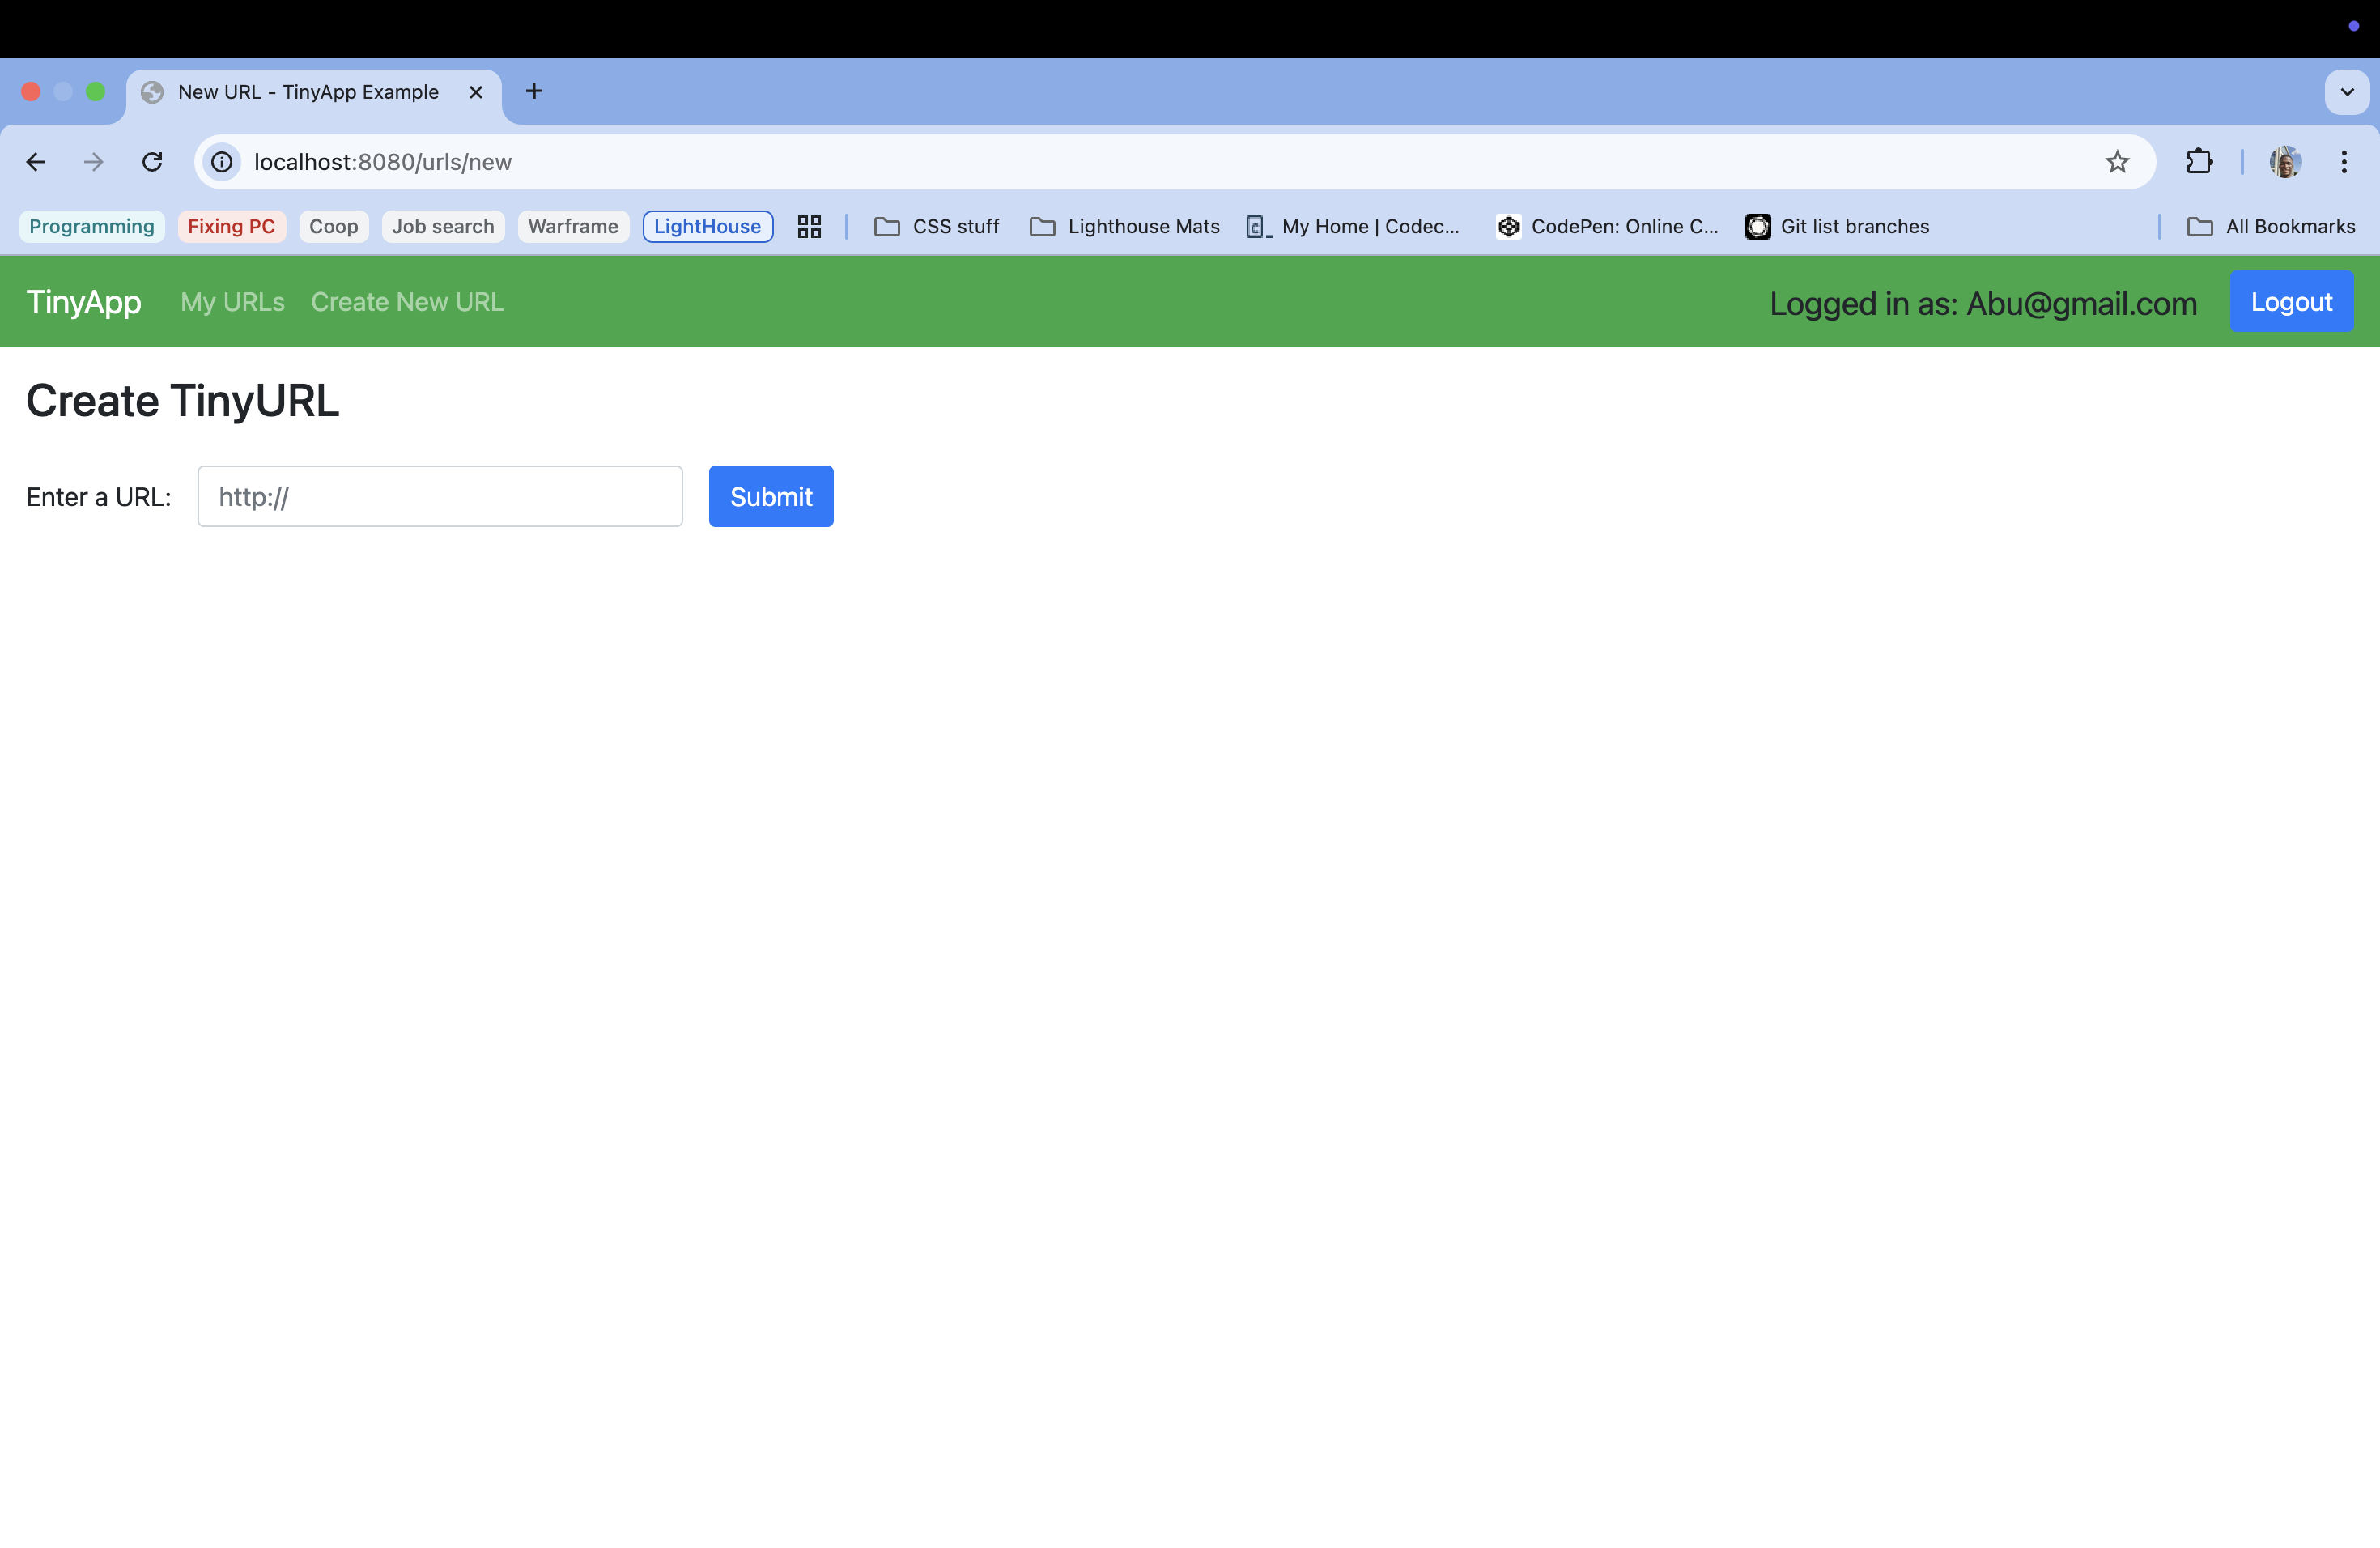 New URL - TinyApp Example
localhost:8080/urls/new
Programming Fixing PC Coop Job search Warframe LightHouse CSS stuff Lighthouse Mats My Home | Codec... CodePen: Online C... Git list branches All Bookmarks
TinyApp My URLs Create New URL Logged in as: Abu@gmail.com Logout
Create TinyURL
Enter a URL: http:// Submit